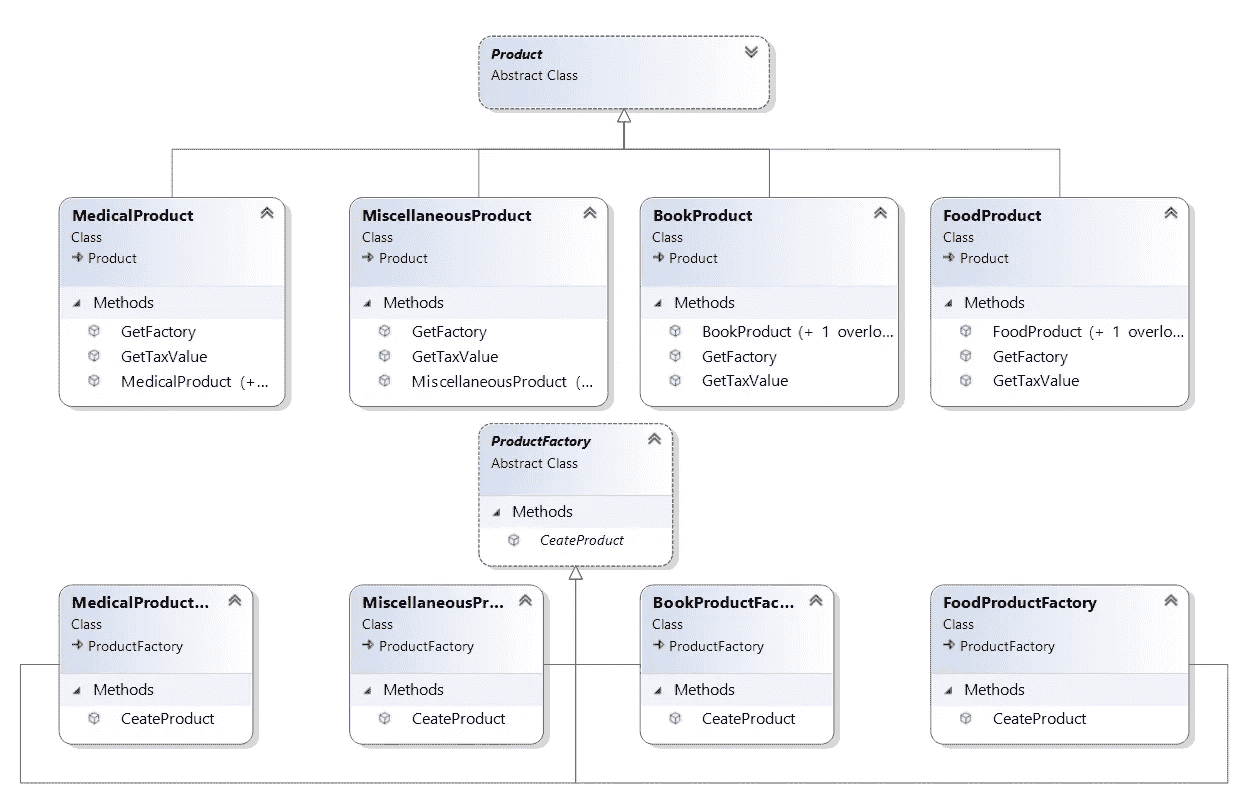 Product
Abstract Class
MedicalProduct
Class
Product
Methods
GetFactory
GetTaxValue
MedicalProduct (+...
MiscellaneousProduct
Class
Product
Methods
GetFactory
GetTaxValue
MiscellaneousProduct (...
BookProduct
Class
Product
Methods
BookProduct (+ 1 overlo...
GetFactory
GetTaxValue
FoodProduct
Class
Product
Methods
FoodProduct (+ 1 overlo...
GetFactory
GetTaxValue
ProductFactory
Abstract Class
Methods
CeateProduct
MedicalProduct...
Class
ProductFactory
Methods
CeateProduct
MiscellaneousPr...
Class
ProductFactory
Methods
CeateProduct
BookProductFac...
Class
ProductFactory
Methods
CeateProduct
FoodProductFactory
Class
ProductFactory
Methods
CeateProduct